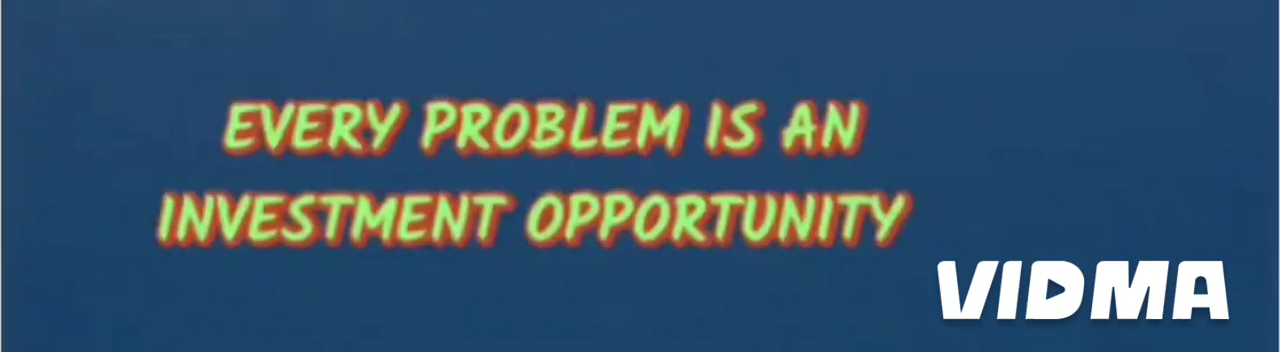 EVERY PROBLEM IS AN
INVESTMENT OPPORTUNITY
VIDMA